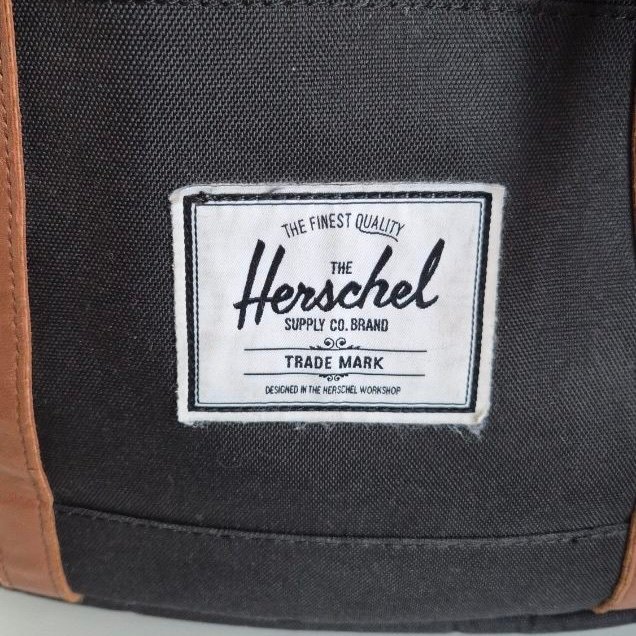 THE FINEST QUALITY
THE
Herschel
SUPPLY CO. BRAND
TRADE MARK
DESIGNED IN THE HERSCHEL WORKSHOP